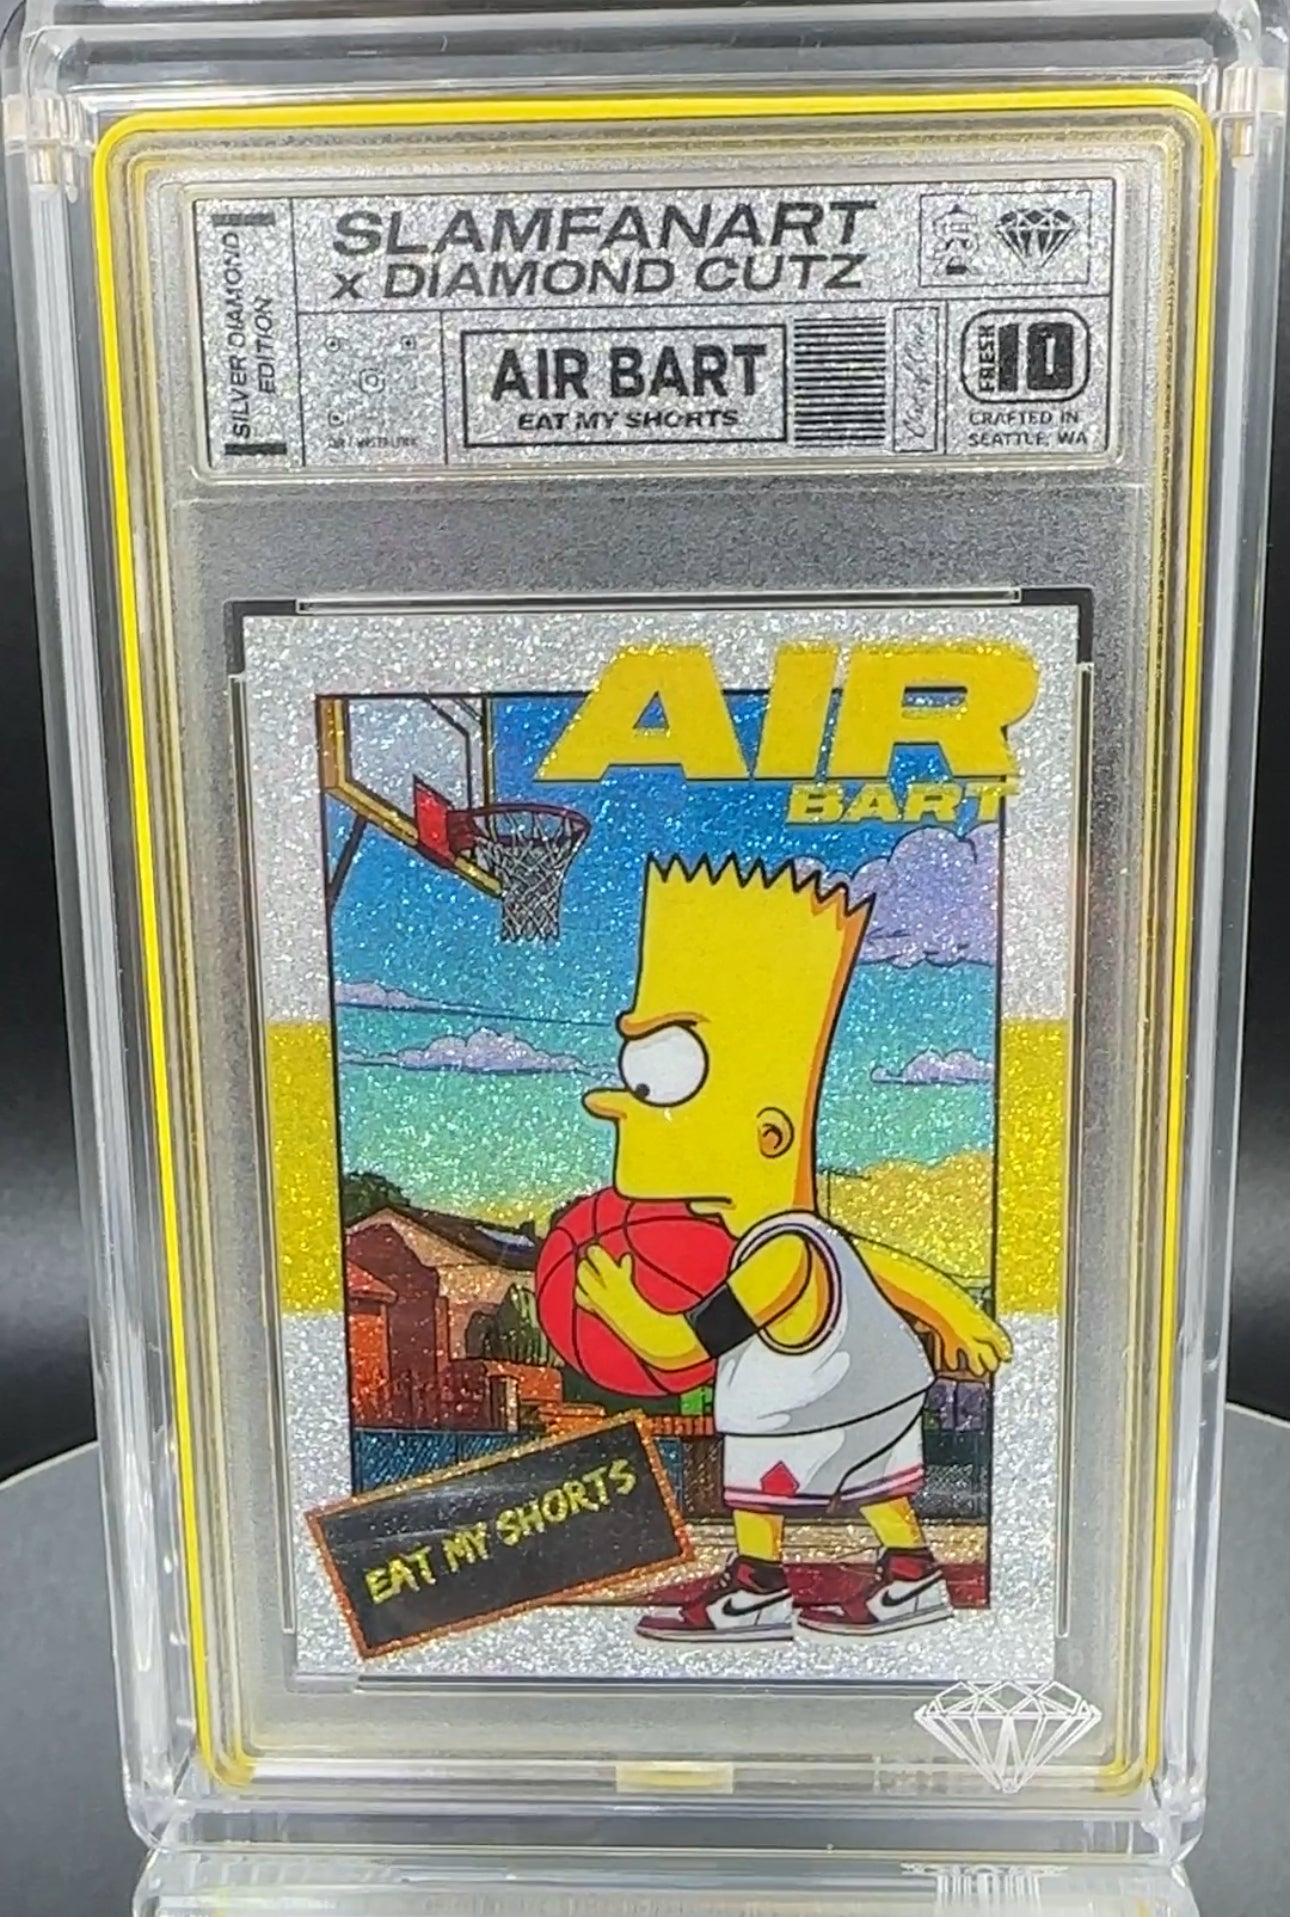 SILVER DIAMOND
EDITION
SLAMFANART
x DIAMOND CUTZ
AIR BART
EAT MY SHORTS
FRESH
10
CRAFTED IN
SEATTLE, WA
AIR
BART
EAT MY SHORTS